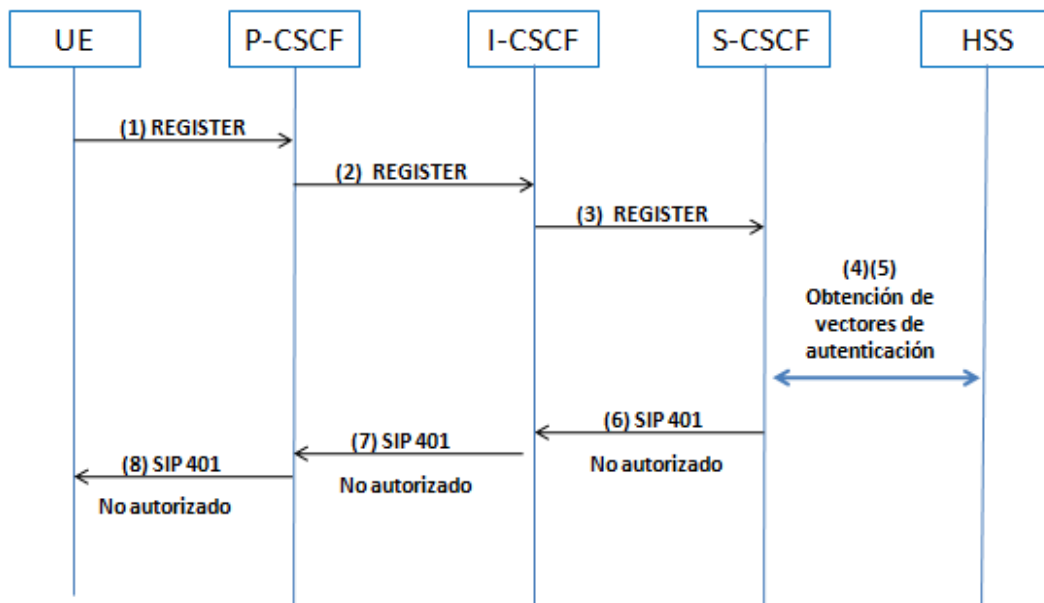 UE
P-CSCF
I-CSCF
S-CSCF
HSS
(1) REGISTER
(2) REGISTER
(3) REGISTER
(4)(5)
Obtención de
vectores de
autenticación
(6) SIP 401
No autorizado
(7) SIP 401
No autorizado
(8) SIP 401
No autorizado